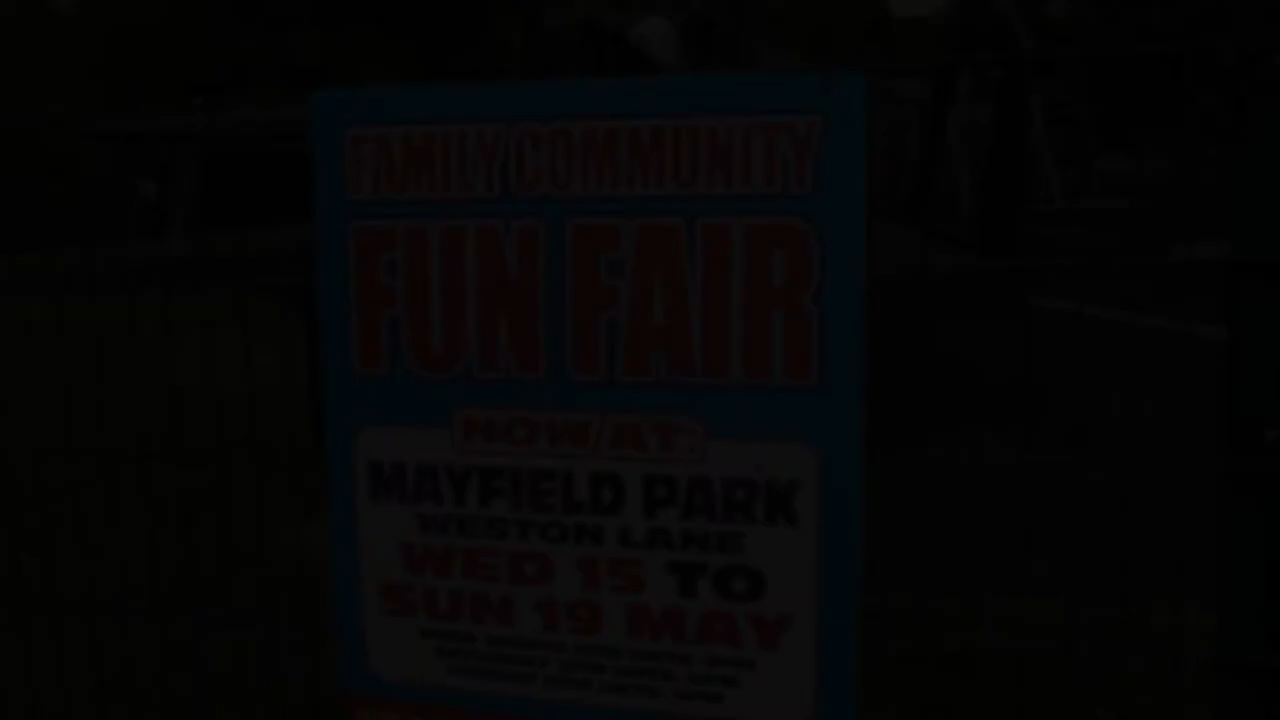 FAMILY COMMUNITY
FUN FAIR
NOW AT:
MAYFIELD PARK
WESTON LANE
WED 15 TO
SUN 19 MAY